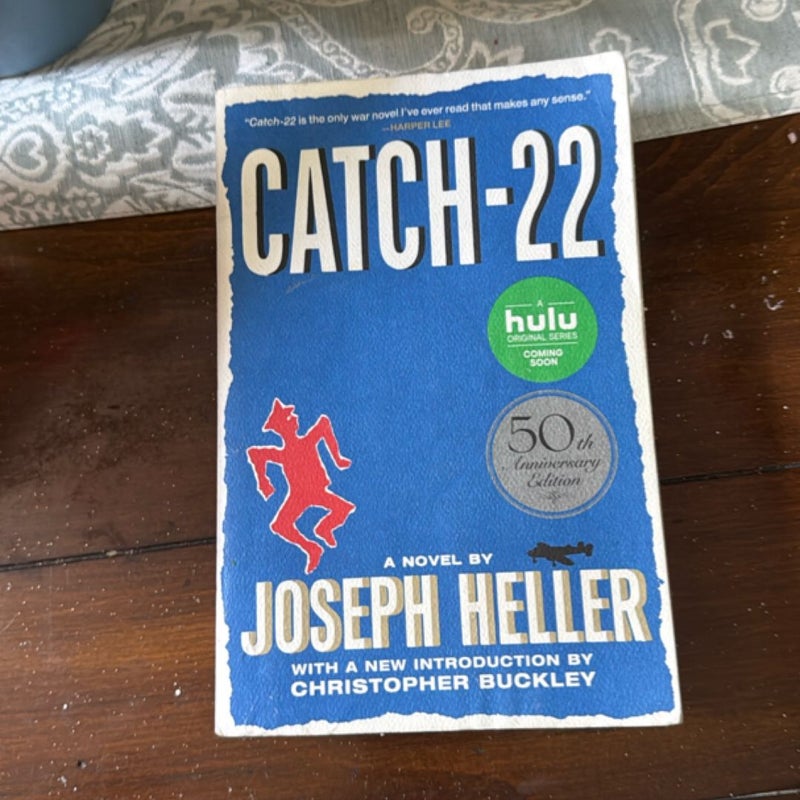 "Catch-22 is the only war novel I've ever read that makes any sense."
—HARPER LEE
CATCH-22
A
hulu
ORIGINAL SERIES
COMING
SOON
50th
Anniversary
Edition
A NOVEL BY
JOSEPH HELLER
WITH A NEW INTRODUCTION BY
CHRISTOPHER BUCKLEY